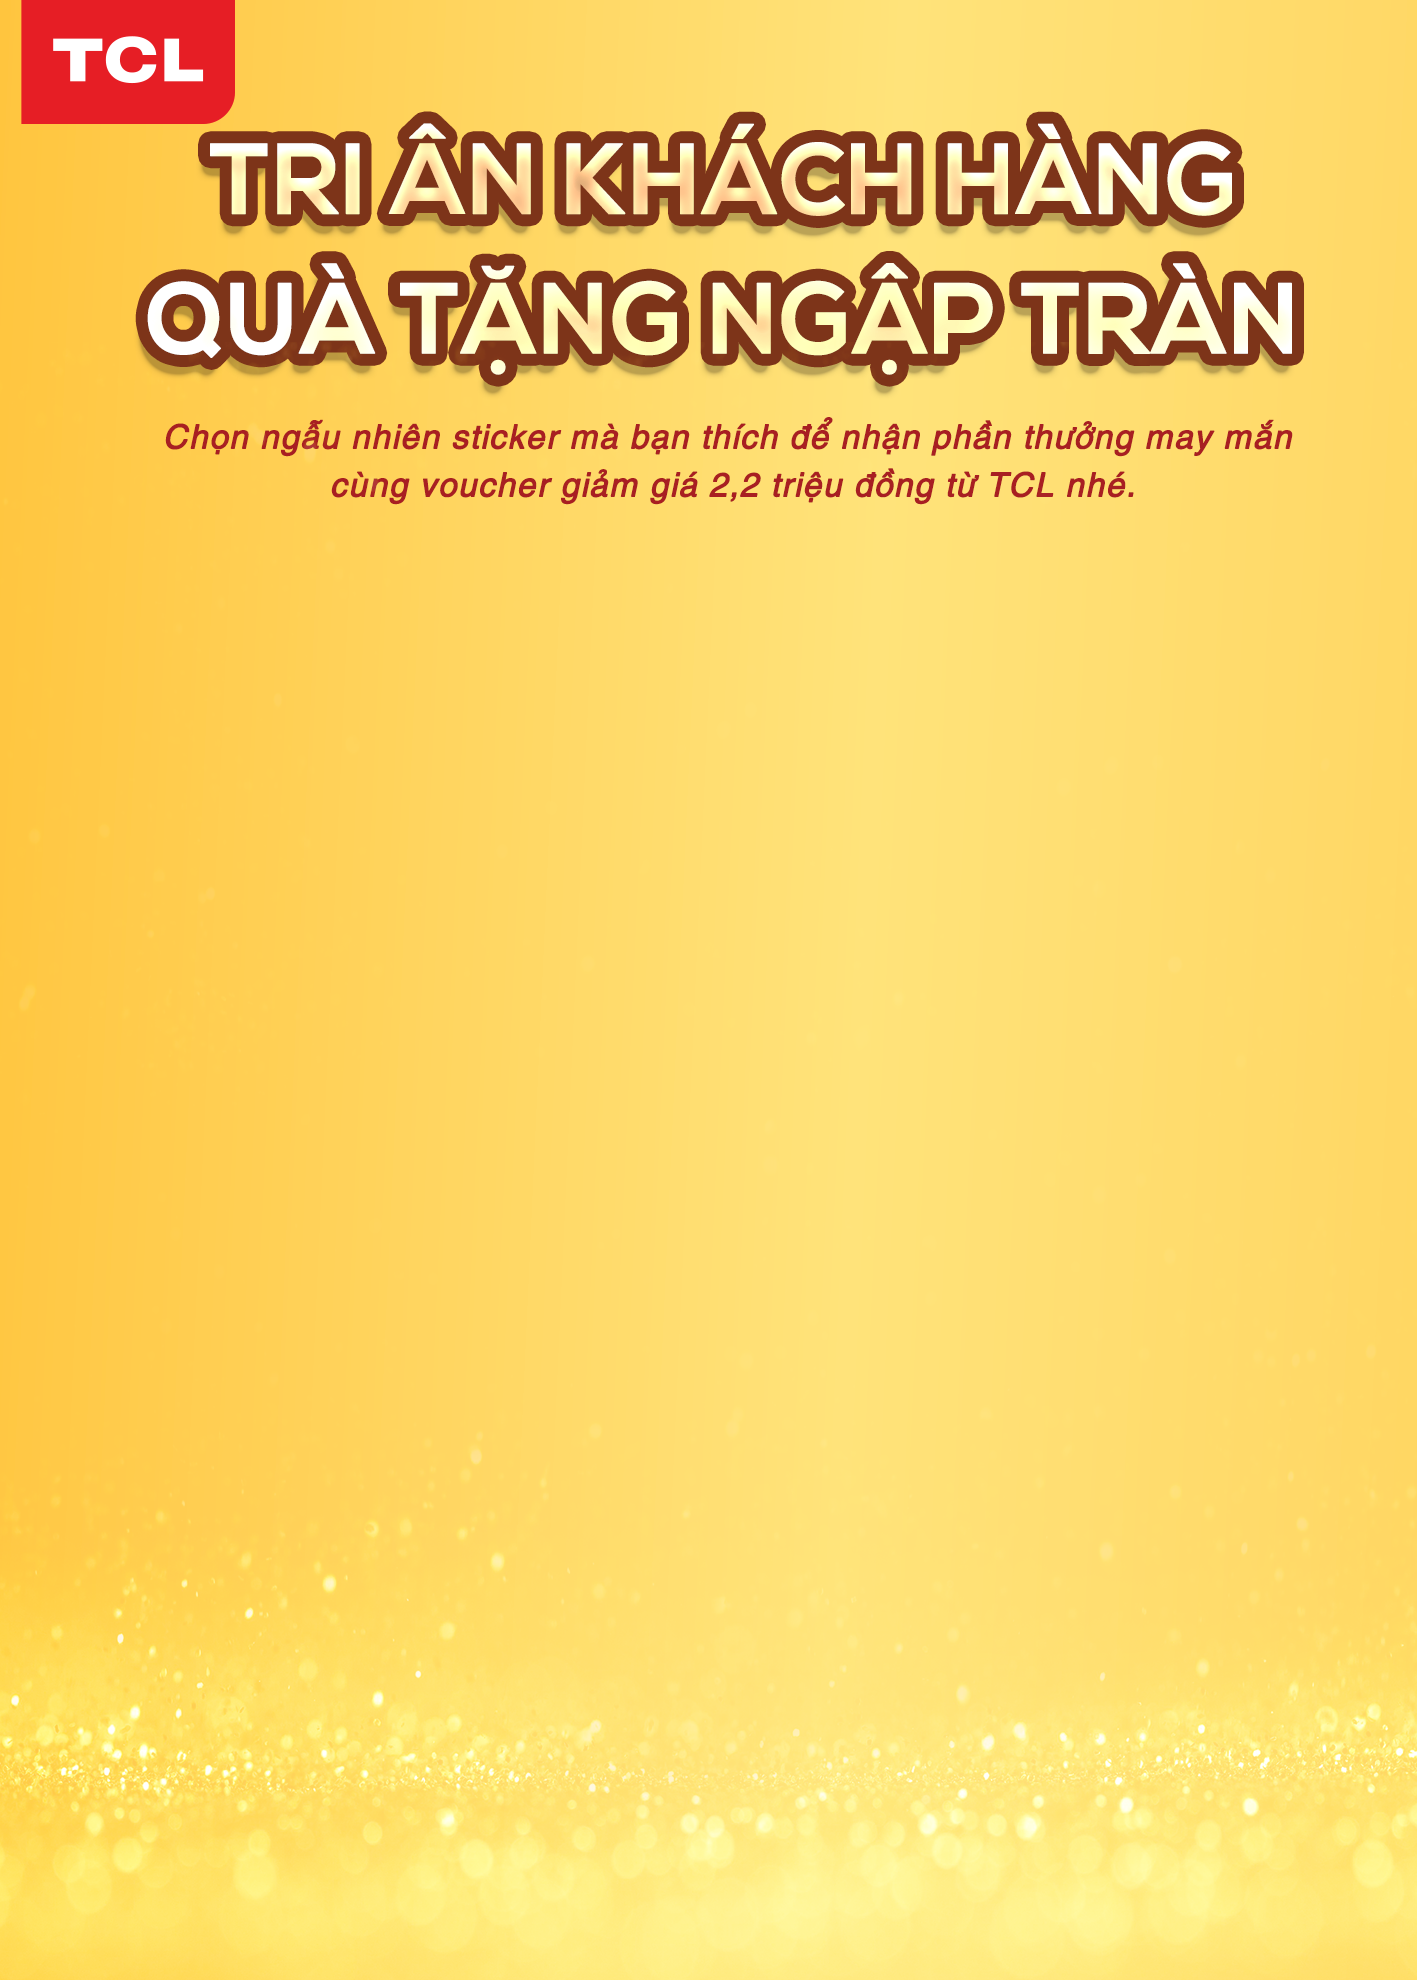 TCL
TRI ÂN KHÁCH HÀNG
QUÀ TẶNG NGẬP TRÀN
Chọn ngẫu nhiên sticker mà bạn thích để nhận phần thưởng may mắn
cùng voucher giảm giá 2,2 triệu đồng từ TCL nhé.